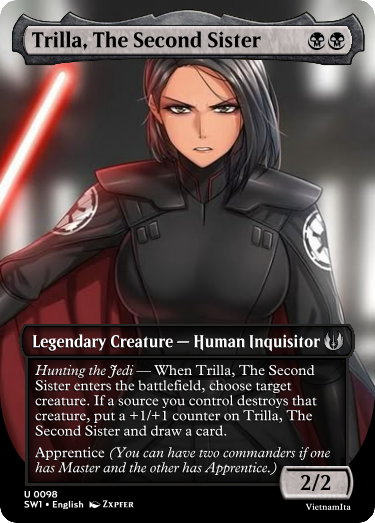 Trilla, The Second Sister
Legendary Creature — Human Inquisitor
Hunting the Jedi — When Trilla, The Second
Sister enters the battlefield, choose target
creature. If a source you control destroys that
creature, put a +1/+1 counter on Trilla, The
Second Sister and draw a card.
Apprentice (You can have two commanders if one
has Master and the other has Apprentice.)
2/2
U 0098
SW1 • English Zxpfer
VietnamIta